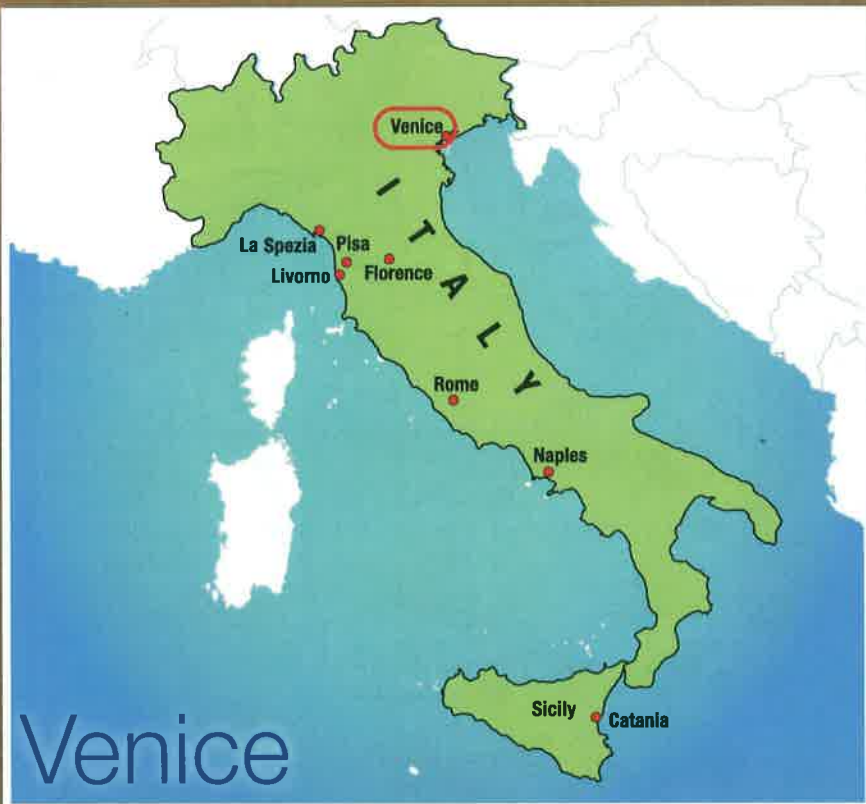 Venice
ITALY
La Spezia
Pisa
Livorno
Florence
Rome
Naples
Sicily
Catania
Venice